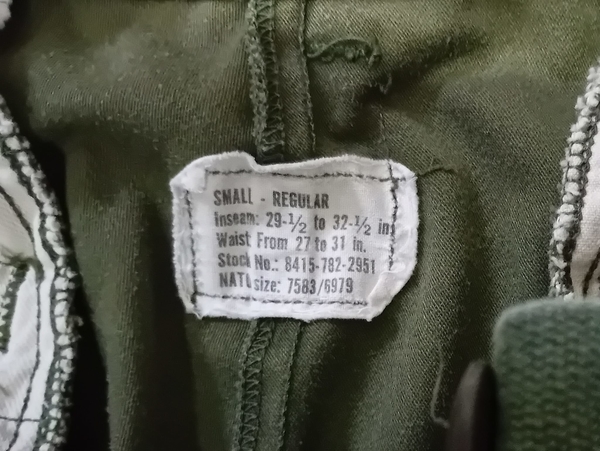 SMALL - REGULAR
Inseam: 29-1/2 to 32-1/2 in.
Waist From 27 to 31 in.
Stock No.: 8415-782-2951
NATO size: 7583/6979